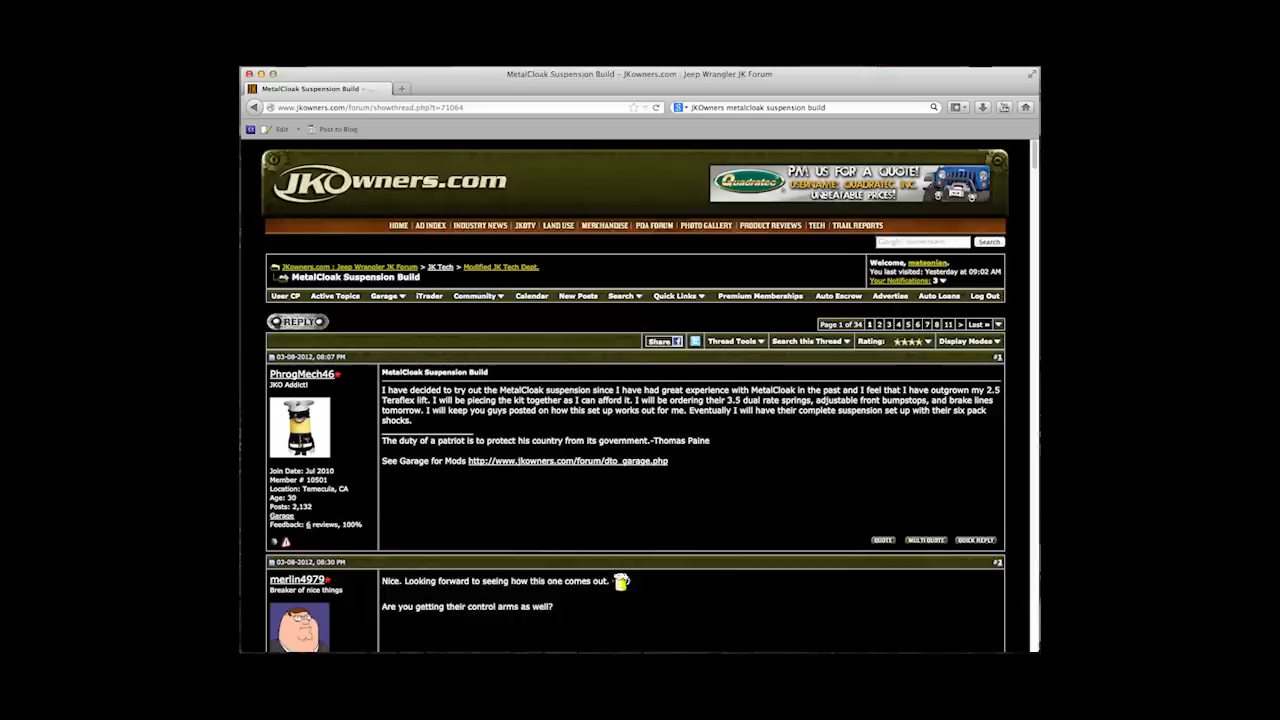 MetalCloak Suspension Build - JKowners.com : Jeep Wrangler JK Forum
MetalCloak Suspension Build - ...
www.jkowners.com/forum/showthread.php?t=71064
JKOwners metalcloak suspension build
Edit
Post to Blog
JKOwners.com
Quadratec
PM US FOR A QUOTE!
USERNAME: QUADRATEC INC.
UNBEATABLE PRICES!
HOME | AD INDEX | INDUSTRY NEWS | JKOTV | LAND USE | MERCHANDISE | PDA FORUM | PHOTO GALLERY | PRODUCT REVIEWS | TECH | TRAIL REPORTS
Search
JKowners.com : Jeep Wrangler JK Forum > JK Tech > Modified JK Tech Dept.
MetalCloak Suspension Build
Welcome, matsonian.
You last visited: Yesterday at 09:02 AM
Your Notifications: 3
User CP Active Topics Garage iTrader Community Calendar New Posts Search Quick Links Premium Memberships Auto Escrow Advertise Auto Loans Log Out
REPLY
Page 1 of 34 1 2 3 4 5 6 7 8 11 > Last »
Share Thread Tools Search this Thread Rating: Display Modes
03-08-2012, 08:07 PM #1
PhrogMech46
JKO Addict!
Join Date: Jul 2010
Member # 10501
Location: Temecula, CA
Age: 30
Posts: 2,132
Garage
Feedback: 6 reviews, 100%
MetalCloak Suspension Build
I have decided to try out the MetalCloak suspension since I have had great experience with MetalCloak in the past and I feel that I have outgrown my 2.5
Teraflex lift. I will be piecing the kit together as I can afford it. I will be ordering their 3.5 dual rate springs, adjustable front bumpstops, and brake lines
tomorrow. I will keep you guys posted on how this set up works out for me. Eventually I will have their complete suspension set up with their six pack
shocks.
The duty of a patriot is to protect his country from its government.-Thomas Paine
See Garage for Mods http://www.jkowners.com/forum/dto_garage.php
QUOTE MULTI QUOTE QUICK REPLY
03-08-2012, 08:30 PM #2
merlin4979
Breaker of nice things
Nice. Looking forward to seeing how this one comes out.
Are you getting their control arms as well?